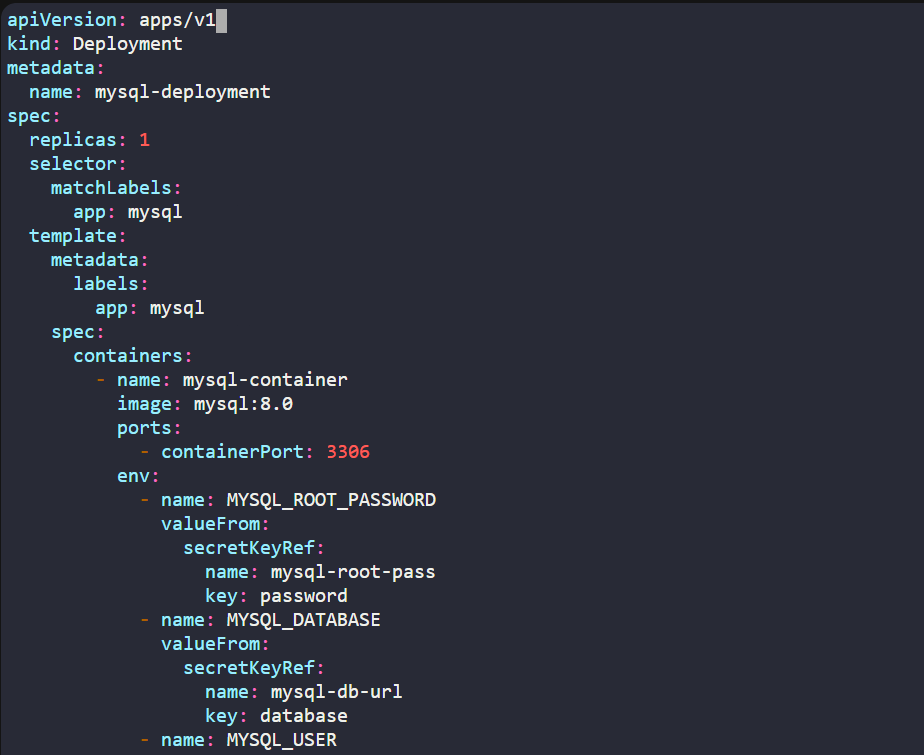 apiVersion: apps/v1
kind: Deployment
metadata:
  name: mysql-deployment
spec:
  replicas: 1
  selector:
    matchLabels:
      app: mysql
  template:
    metadata:
      labels:
        app: mysql
    spec:
      containers:
        - name: mysql-container
          image: mysql:8.0
          ports:
            - containerPort: 3306
          env:
            - name: MYSQL_ROOT_PASSWORD
              valueFrom:
                secretKeyRef:
                  name: mysql-root-pass
                  key: password
            - name: MYSQL_DATABASE
              valueFrom:
                secretKeyRef:
                  name: mysql-db-url
                  key: database
            - name: MYSQL_USER